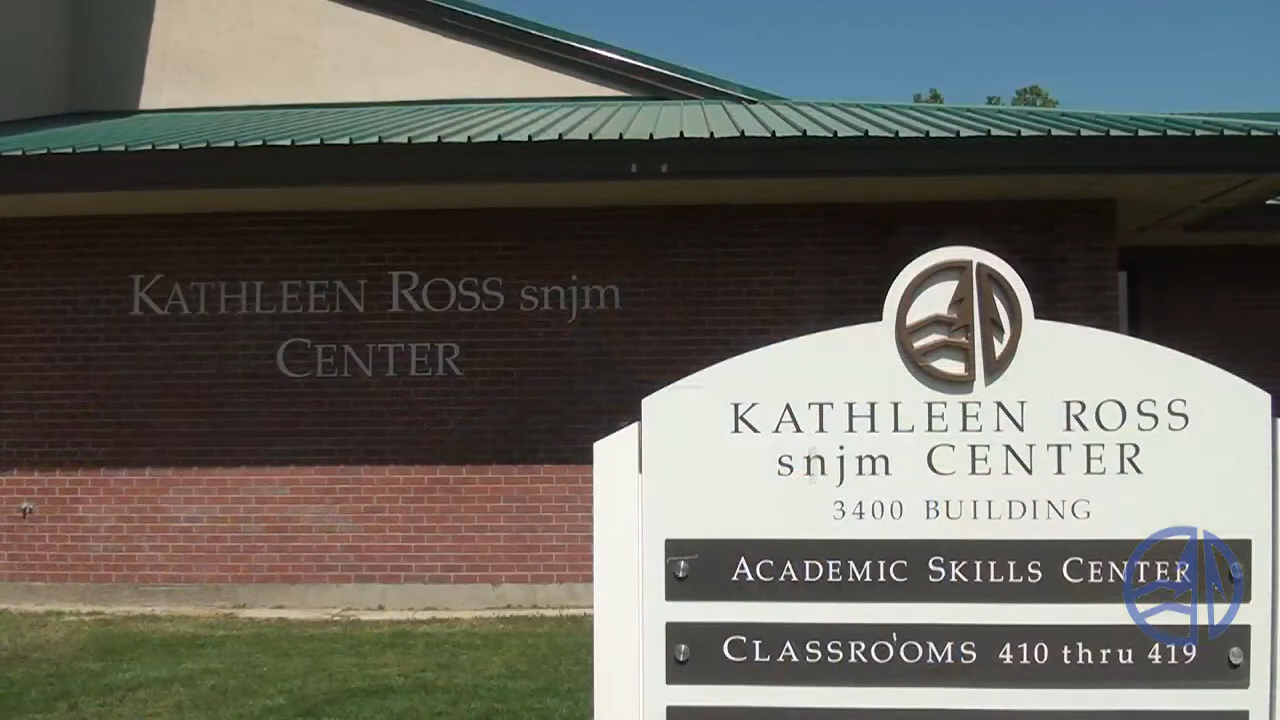 KATHLEEN ROSS snjm
CENTER
KATHLEEN ROSS
snjm CENTER
3400 BUILDING
ACADEMIC SKILLS CENTER
CLASSROOMS 410 thru 419